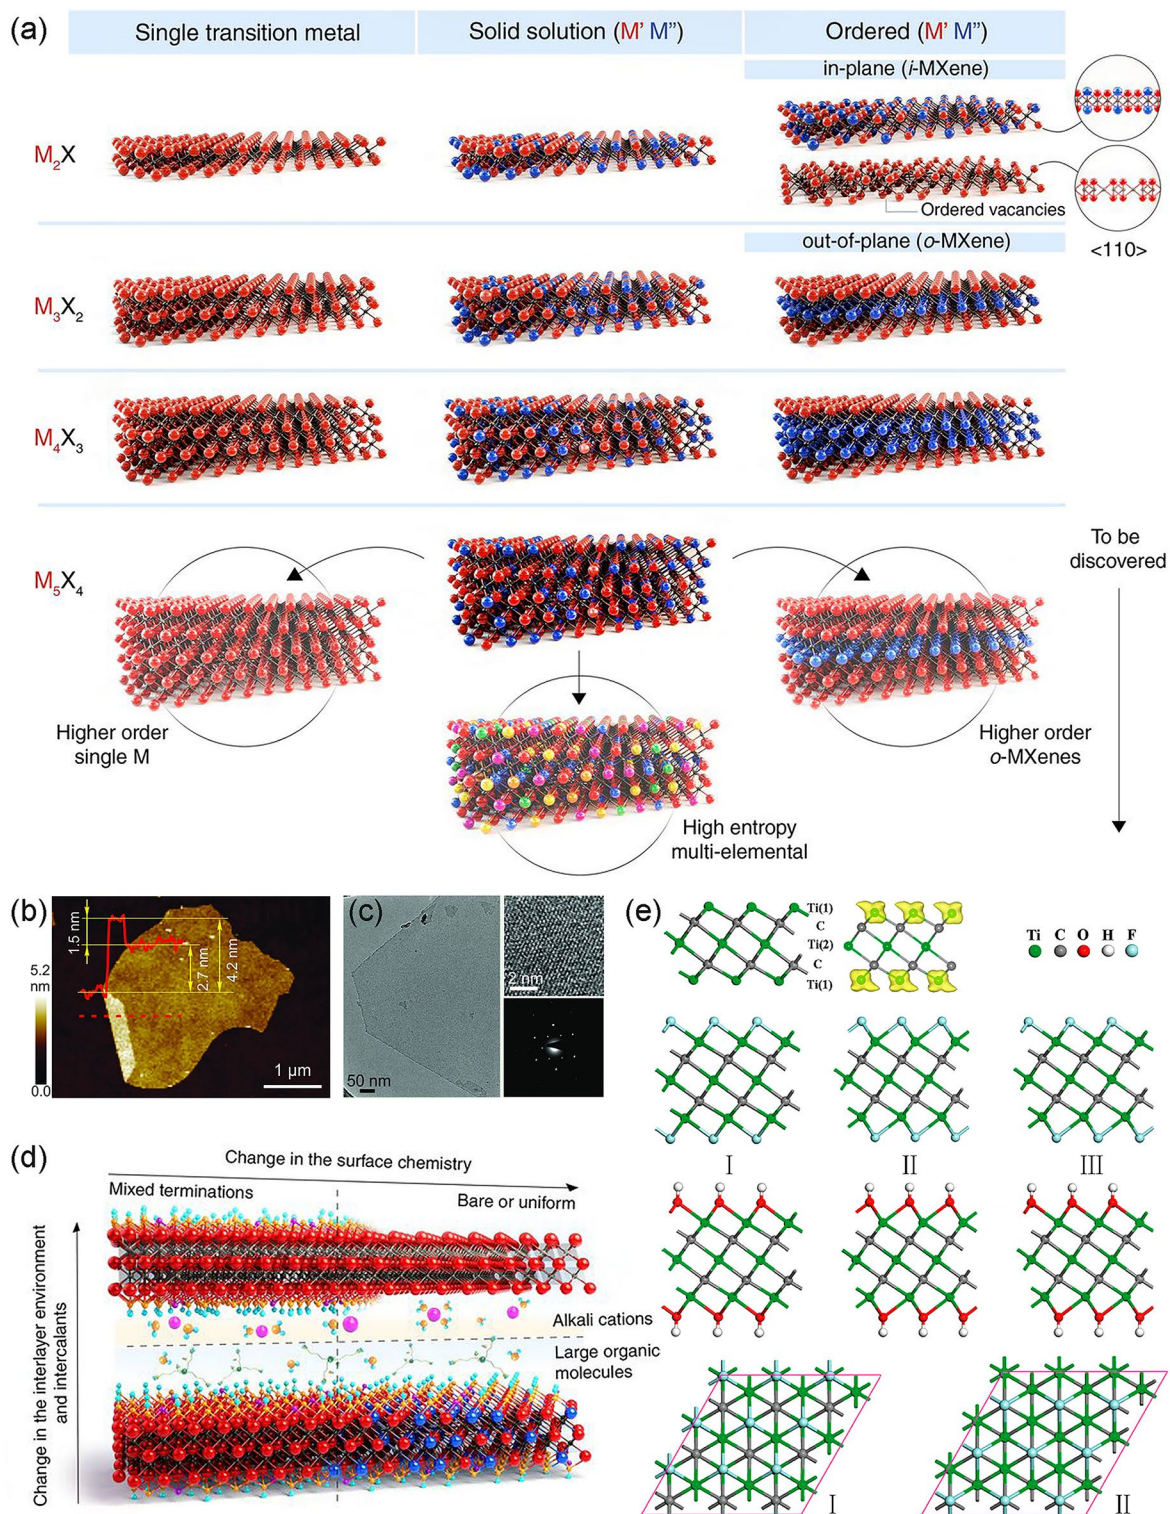 (a)
Single transition metal
Solid solution (M' M'')
Ordered (M' M'')
in-plane (i-MXene)
M₂X
Ordered vacancies
<110>
out-of-plane (o-MXene)
M₃X₂
M₄X₃
M₅X₄
To be
discovered
Higher order
single M
Higher order
o-MXenes
High entropy
multi-elemental
(b)
1.5 nm
2.7 nm
4.2 nm
5.2
nm
0.0
1 μm
(c)
2 nm
50 nm
(d)
Change in the surface chemistry
Mixed terminations
Bare or uniform
Change in the interlayer environment
and intercalants
Alkali cations
Large organic
molecules
(e)
Ti(1)
C
Ti(2)
C
Ti(1)
Ti C O H F
I II III
I II